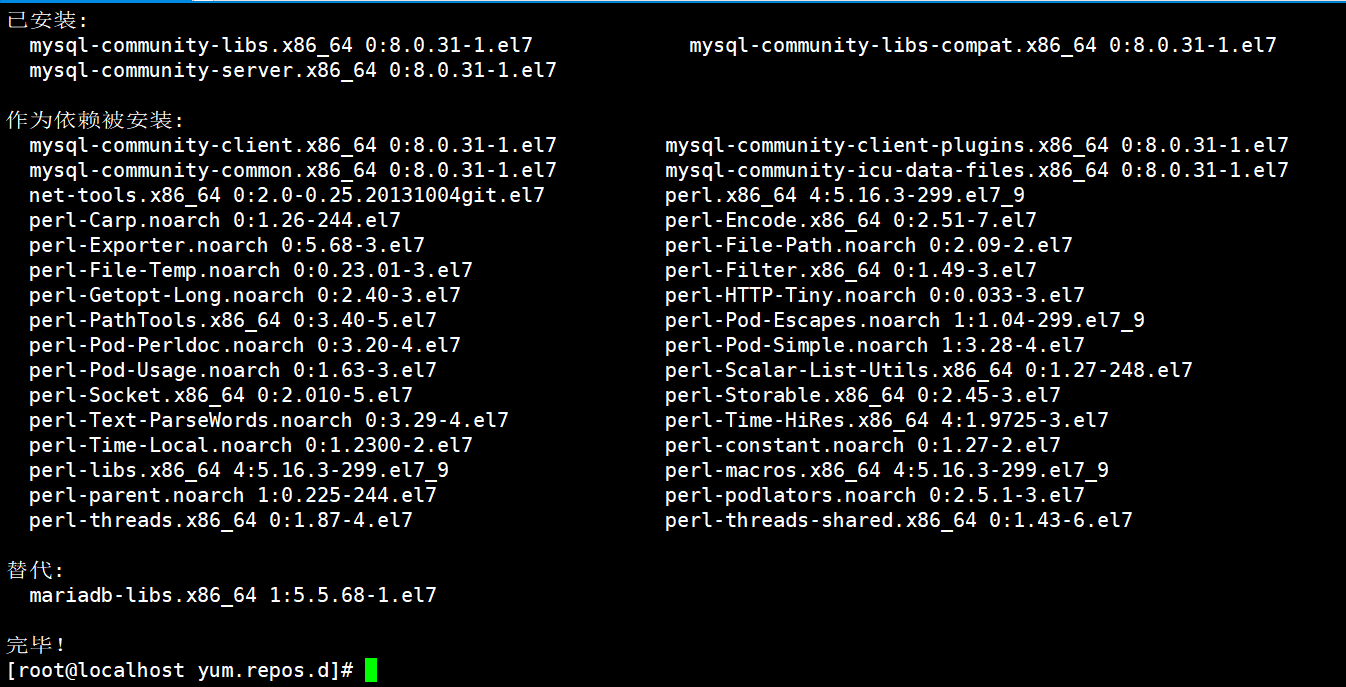 已安装:
mysql-community-libs.x86_64 0:8.0.31-1.el7 mysql-community-libs-compat.x86_64 0:8.0.31-1.el7
mysql-community-server.x86_64 0:8.0.31-1.el7
作为依赖被安装:
mysql-community-client.x86_64 0:8.0.31-1.el7 mysql-community-client-plugins.x86_64 0:8.0.31-1.el7
mysql-community-common.x86_64 0:8.0.31-1.el7 mysql-community-icu-data-files.x86_64 0:8.0.31-1.el7
net-tools.x86_64 0:2.0-0.25.20131004git.el7 perl.x86_64 4:5.16.3-299.el7_9
perl-Carp.noarch 0:1.26-244.el7 perl-Encode.x86_64 0:2.51-7.el7
perl-Exporter.noarch 0:5.68-3.el7 perl-File-Path.noarch 0:2.09-2.el7
perl-File-Temp.noarch 0:0.23.01-3.el7 perl-Filter.x86_64 0:1.49-3.el7
perl-Getopt-Long.noarch 0:2.40-3.el7 perl-HTTP-Tiny.noarch 0:0.033-3.el7
perl-PathTools.x86_64 0:3.40-5.el7 perl-Pod-Escapes.noarch 1:1.04-299.el7_9
perl-Pod-Perldoc.noarch 0:3.20-4.el7 perl-Pod-Simple.noarch 1:3.28-4.el7
perl-Pod-Usage.noarch 0:1.63-3.el7 perl-Scalar-List-Utils.x86_64 0:1.27-248.el7
perl-Socket.x86_64 0:2.010-5.el7 perl-Storable.x86_64 0:2.45-3.el7
perl-Text-ParseWords.noarch 0:3.29-4.el7 perl-Time-HiRes.x86_64 4:1.9725-3.el7
perl-Time-Local.noarch 0:1.2300-2.el7 perl-constant.noarch 0:1.27-2.el7
perl-libs.x86_64 4:5.16.3-299.el7_9 perl-macros.x86_64 4:5.16.3-299.el7_9
perl-parent.noarch 1:0.225-244.el7 perl-podlators.noarch 0:2.5.1-3.el7
perl-threads.x86_64 0:1.87-4.el7 perl-threads-shared.x86_64 0:1.43-6.el7
替代:
mariadb-libs.x86_64 1:5.5.68-1.el7
完毕!
[root@localhost yum.repos.d]#